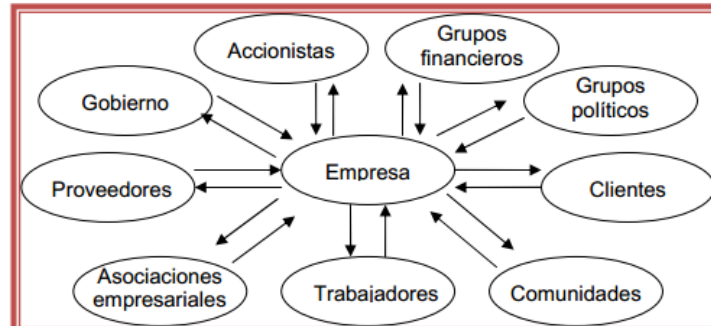 Accionistas
Grupos
financieros
Gobierno
Grupos
políticos
Empresa
Proveedores
Clientes
Asociaciones
empresariales
Trabajadores
Comunidades